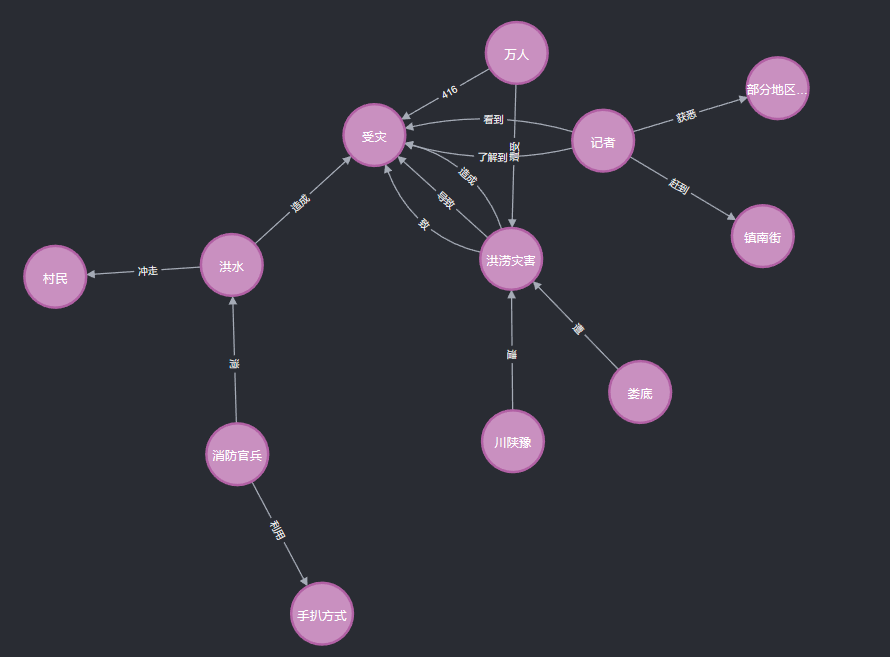 万人
部分地区...
416
看到
获悉
受灾
记者
了解到
造成
赶到
导致
造成
致
镇南街
洪涝灾害
洪水
村民
冲走
遭
娄底
川陕豫
消防官兵
利用
手扒方式